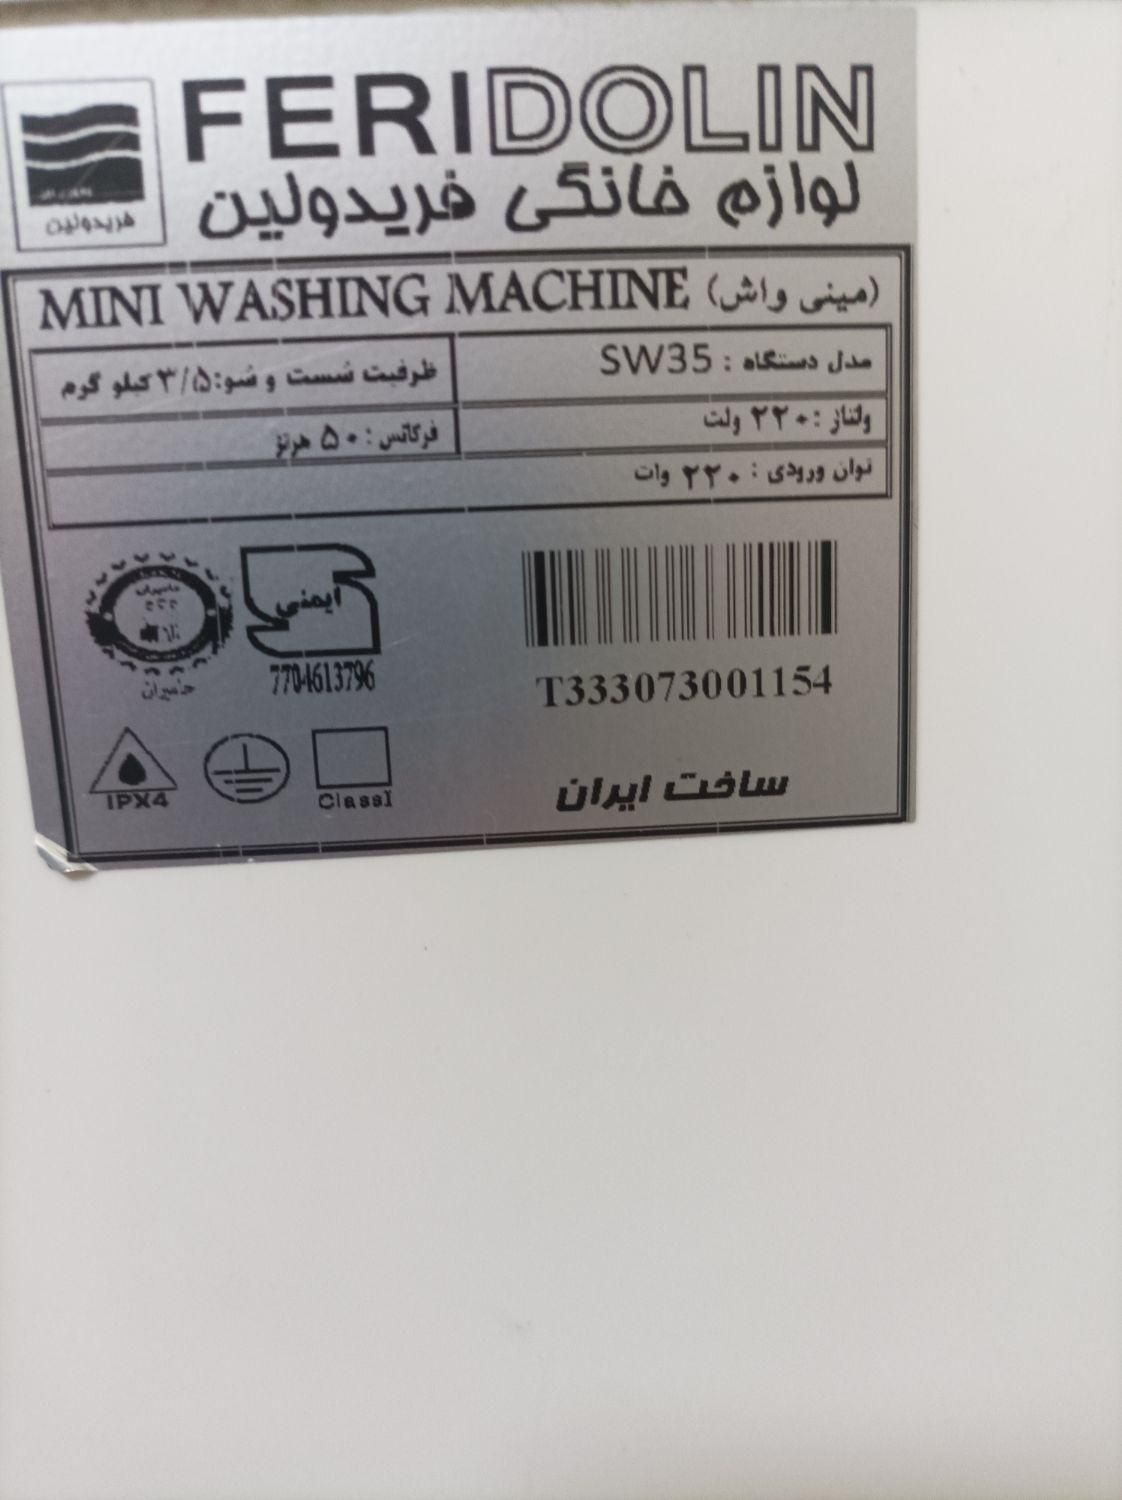 FERIDOLIN
لوازم خانگی فریدولین
فریدولین
MINI WASHING MACHINE (مینی واش)
مدل دستگاه : SW35
ظرفیت شست و شو: ۳/۵ کیلو گرم
ولتاژ : ۲۲۰ ولت
فرکانس : ۵۰ هرتز
توان ورودی : ۲۲۰ وات
ایمنی
7704613796
T333073001154
IPX4
ClassI
ساخت ایران